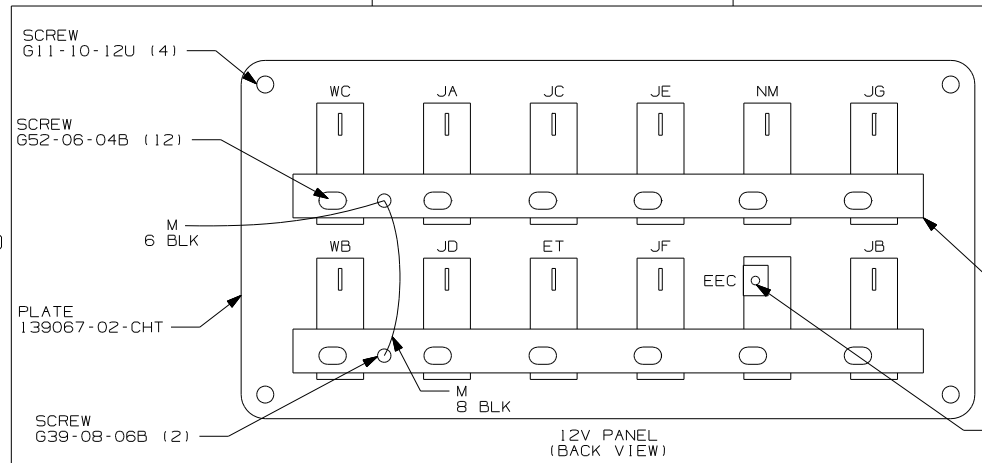 SCREW
G11-10-12U (4)
WC JA JC JE NM JG
SCREW
G52-06-04B (12)
M
6 BLK
WB JD ET JF JB
EEC
PLATE
139067-02-CHT
M
8 BLK
SCREW
G39-08-06B (2)
12V PANEL
(BACK VIEW)